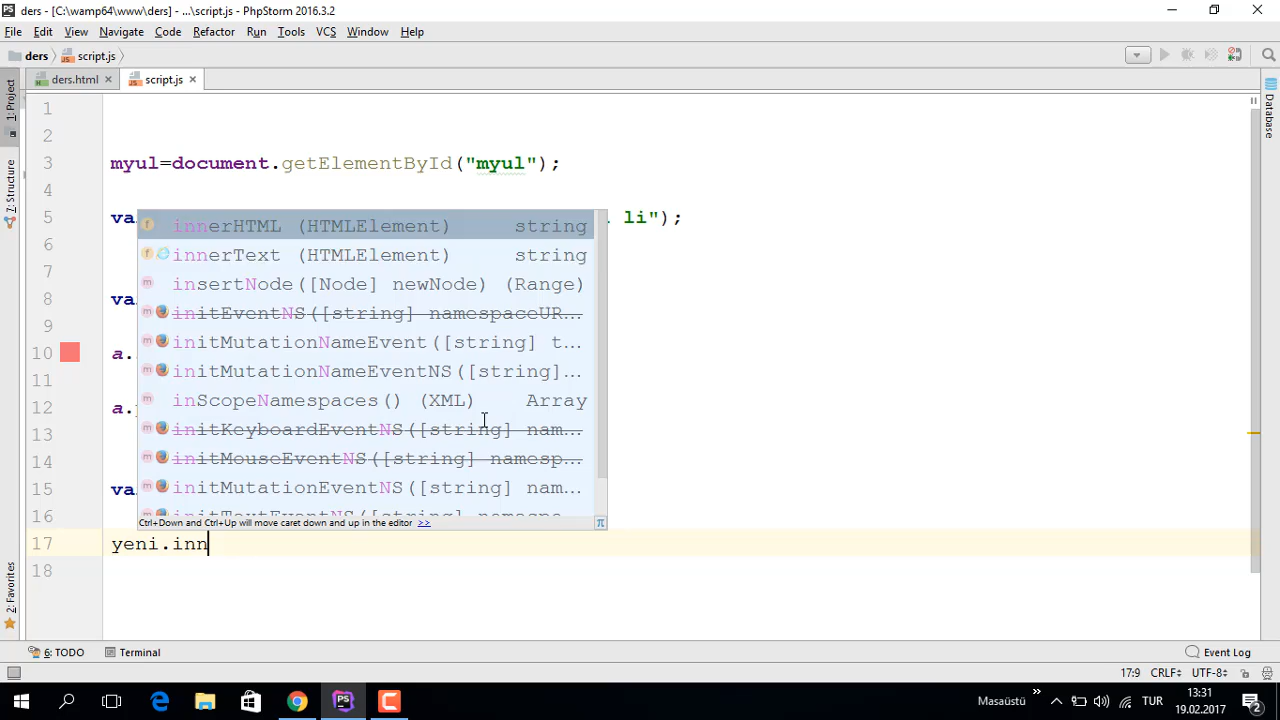 ders - [C:\wamp64\www\ders] - ...\script.js - PhpStorm 2016.3.2
File Edit View Navigate Code Refactor Run Tools VCS Window Help
ders script.js
ders.html script.js
1: Project
7: Structure
2: Favorites
Database
1
2
3 myul=document.getElementById("myul");
4
5 va li");
6
7
8 va
9
10 a.
11
12 a.
13
14
15 va
16
17 yeni.inn
18
innerHTML (HTMLElement) string
innerText (HTMLElement) string
insertNode([Node] newNode) (Range)
initEventNS([string] namespaceUR...
initMutationNameEvent([string] t...
initMutationNameEventNS([string]...
inScopeNamespaces() (XML) Array
initKeyboardEventNS([string] nam...
initMouseEventNS([string] namesp...
initMutationEventNS([string] nam...
initTextEventNS([string] namespa
Ctrl+Down and Ctrl+Up will move caret down and up in the editor >>
π
6: TODO Terminal Event Log
17:9 CRLF UTF-8
PS
Masaüstü
TUR
13:31
19.02.2017
2